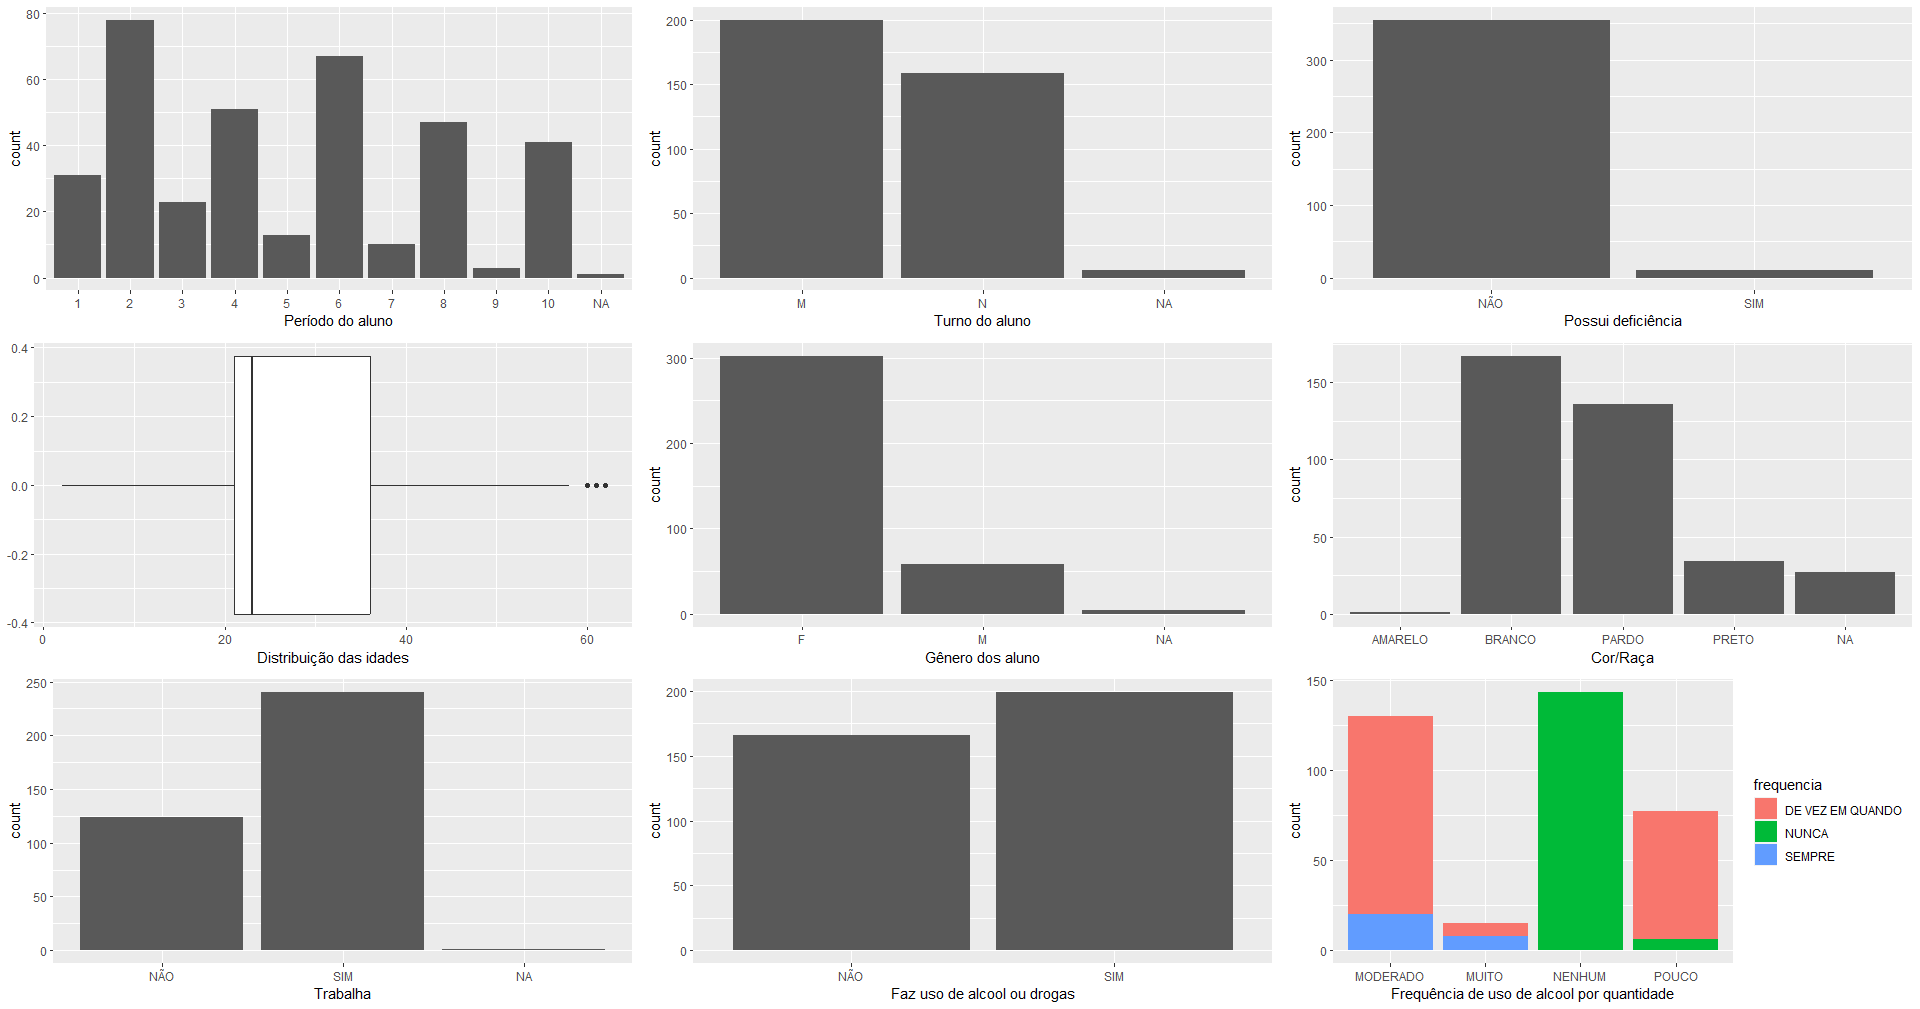 80
60
40
20
0
count
1 2 3 4 5 6 7 8 9 10 NA
Período do aluno
200
150
100
50
0
count
M N NA
Turno do aluno
300
200
100
0
count
NÃO SIM
Possui deficiência
0.4
0.2
0.0
-0.2
-0.4
0 20 40 60
Distribuição das idades
300
200
100
0
count
F M NA
Gênero dos aluno
150
100
50
0
count
AMARELO BRANCO PARDO PRETO NA
Cor/Raça
250
200
150
100
50
0
count
NÃO SIM NA
Trabalha
200
150
100
50
0
count
NÃO SIM
Faz uso de alcool ou drogas
150
100
50
0
count
MODERADO MUITO NENHUM POUCO
Frequência de uso de alcool por quantidade
frequencia
DE VEZ EM QUANDO
NUNCA
SEMPRE